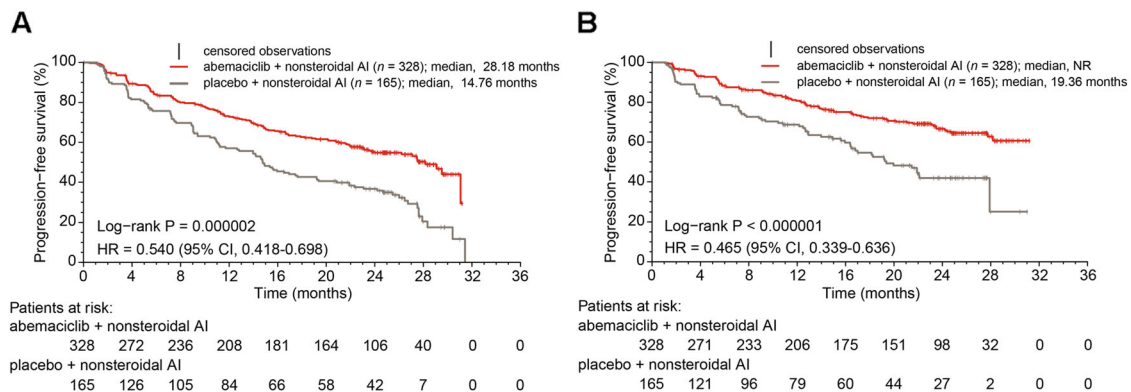 A
Progression-free survival (%)
100
80
60
40
20
0
censored observations
abemaciclib + nonsteroidal AI (n = 328); median, 28.18 months
placebo + nonsteroidal AI (n = 165); median, 14.76 months
Log-rank P = 0.000002
HR = 0.540 (95% CI, 0.418-0.698)
0 4 8 12 16 20 24 28 32 36
Time (months)
Patients at risk:
abemaciclib + nonsteroidal AI
328 272 236 208 181 164 106 40 0 0
placebo + nonsteroidal AI
165 126 105 84 66 58 42 7 0 0
B
Progression-free survival (%)
100
80
60
40
20
0
censored observations
abemaciclib + nonsteroidal AI (n = 328); median, NR
placebo + nonsteroidal AI (n = 165); median, 19.36 months
Log-rank P < 0.000001
HR = 0.465 (95% CI, 0.339-0.636)
0 4 8 12 16 20 24 28 32 36
Time (months)
Patients at risk:
abemaciclib + nonsteroidal AI
328 271 233 206 175 151 98 32 0 0
placebo + nonsteroidal AI
165 121 96 79 60 44 27 2 0 0